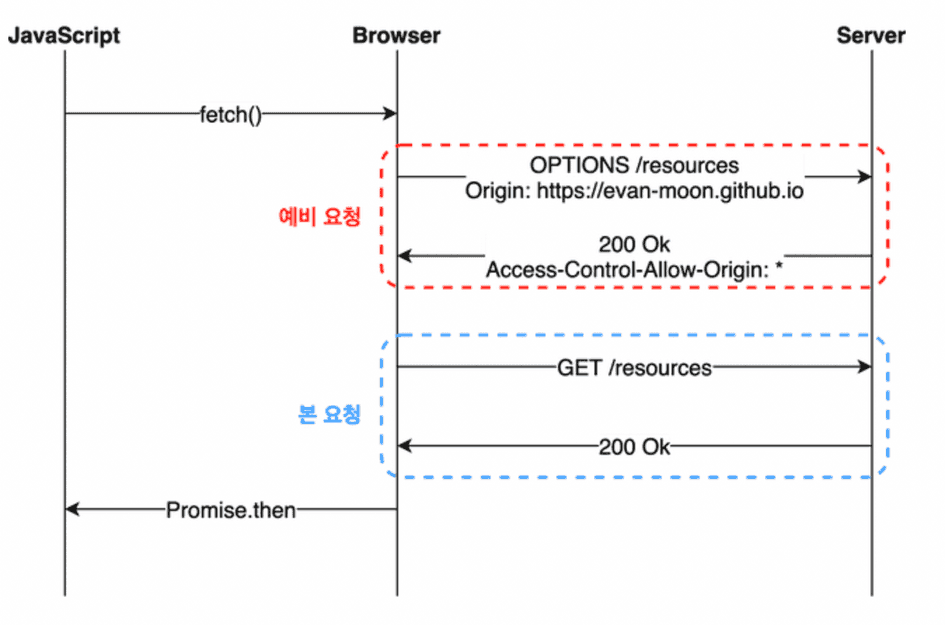 JavaScript Browser Server
fetch()
OPTIONS /resources
Origin: https://evan-moon.github.io
예비 요청
200 Ok
Access-Control-Allow-Origin: *
GET /resources
본 요청
200 Ok
Promise.then